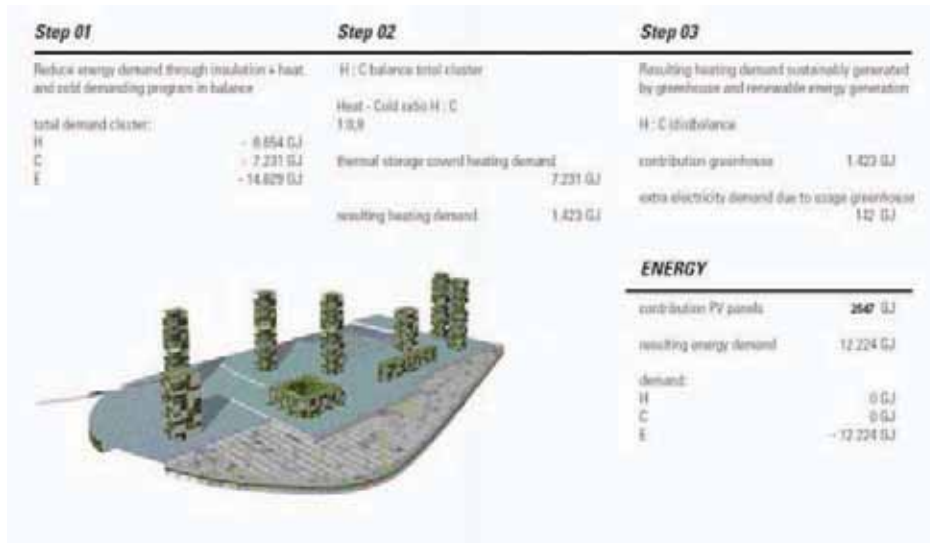 Step 01
Reduce energy demand through insulation + heat
and cold demanding program in balance
total demand cluster:
H - 8.654 GJ
C - 7.231 GJ
E - 14.629 GJ
Step 02
H : C balance total cluster
Heat - Cold ratio H : C
1:0,9
thermal storage coverd heating demand
7.231 GJ
resulting heating demand 1.423 GJ
Step 03
Resulting heating demand sustainably generated
by greenhouse and renewable energy generation
H : C (dis)balance
contribution greenhouse 1.423 GJ
extra electricity demand due to usage greenhouse
142 GJ
ENERGY
contribution PV panels 2547 GJ
resulting energy demand 12.224 GJ
demand:
H 0 GJ
C 0 GJ
E - 12.224 GJ